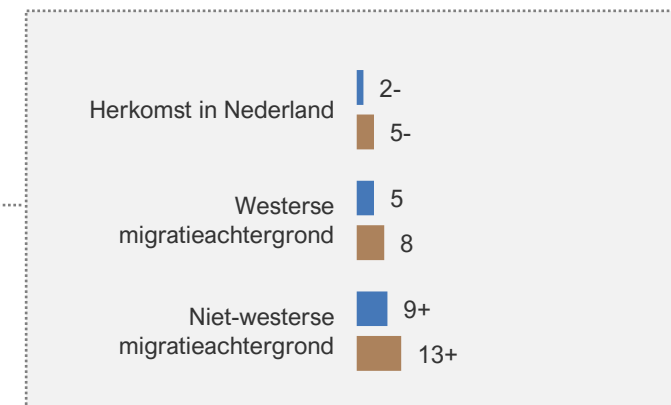 Herkomst in Nederland
2-
5-
Westerse
migratieachtergrond
5
8
Niet-westerse
migratieachtergrond
9+
13+